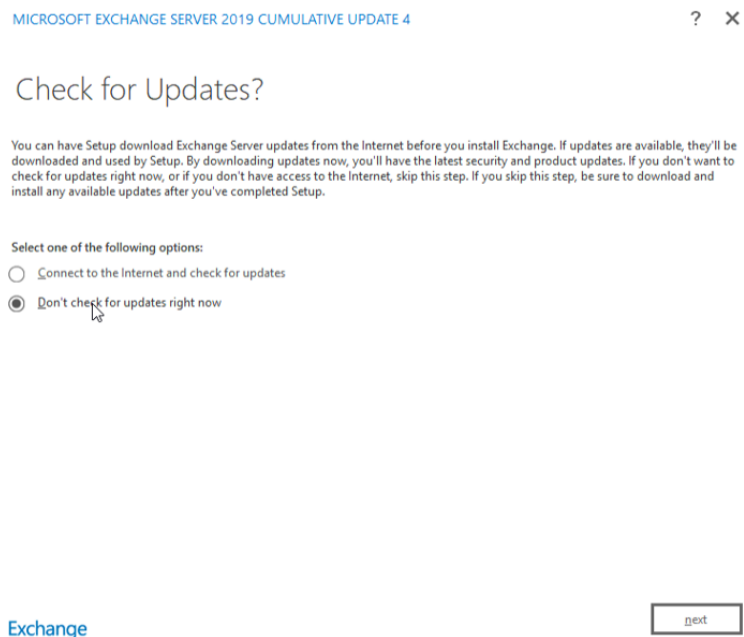 MICROSOFT EXCHANGE SERVER 2019 CUMULATIVE UPDATE 4
?
Check for Updates?
You can have Setup download Exchange Server updates from the Internet before you install Exchange. If updates are available, they'll be
downloaded and used by Setup. By downloading updates now, you'll have the latest security and product updates. If you don't want to
check for updates right now, or if you don't have access to the Internet, skip this step. If you skip this step, be sure to download and
install any available updates after you've completed Setup.
Select one of the following options:
Connect to the Internet and check for updates
Don't check for updates right now
next
Exchange